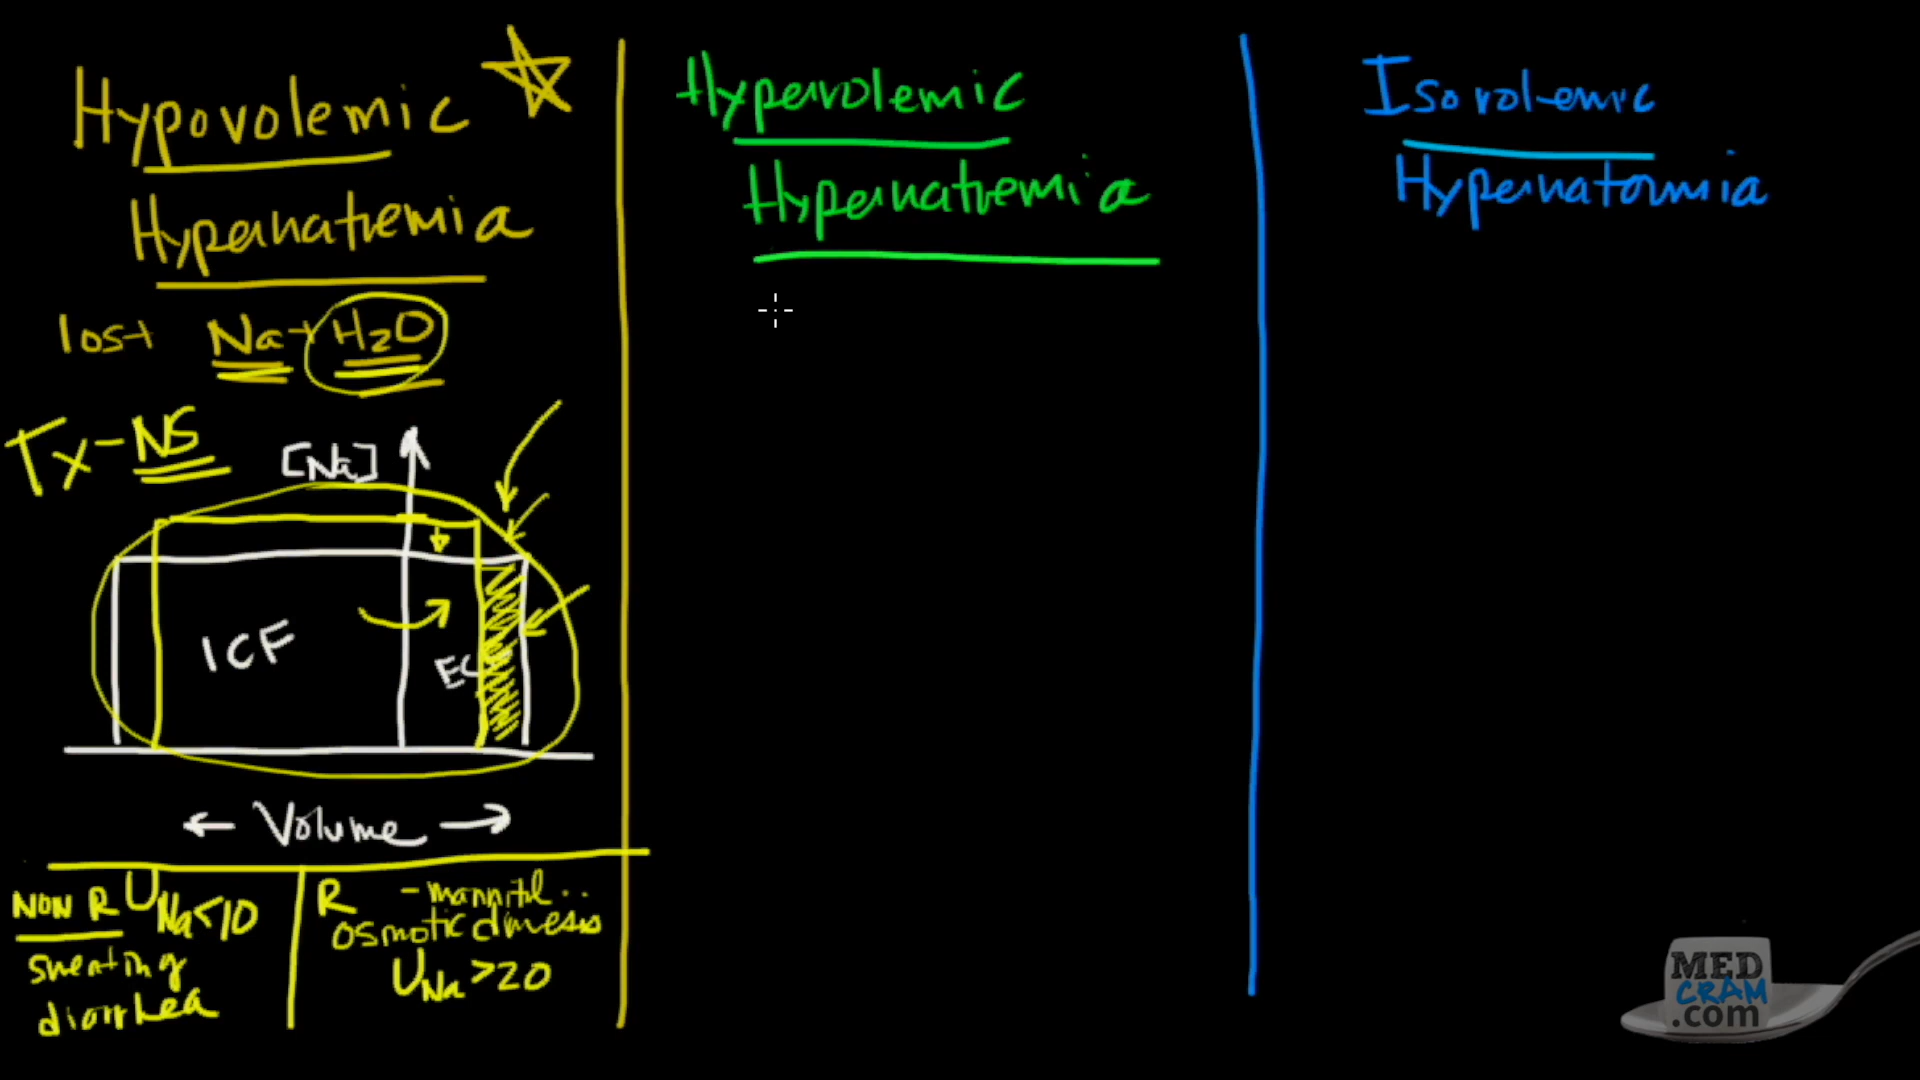 Hypovolemic
Hypernatremia
lost Na + H2O
Tx - NS
[Na]
ICF
EC
← Volume →
NON R UNa<10
sweating
diarrhea
R - mannitol ..
osmotic diuresis
UNa >20
Hypervolemic
Hypernatremia
Isovolemic
Hypernatremia
MED
CRAM
.com